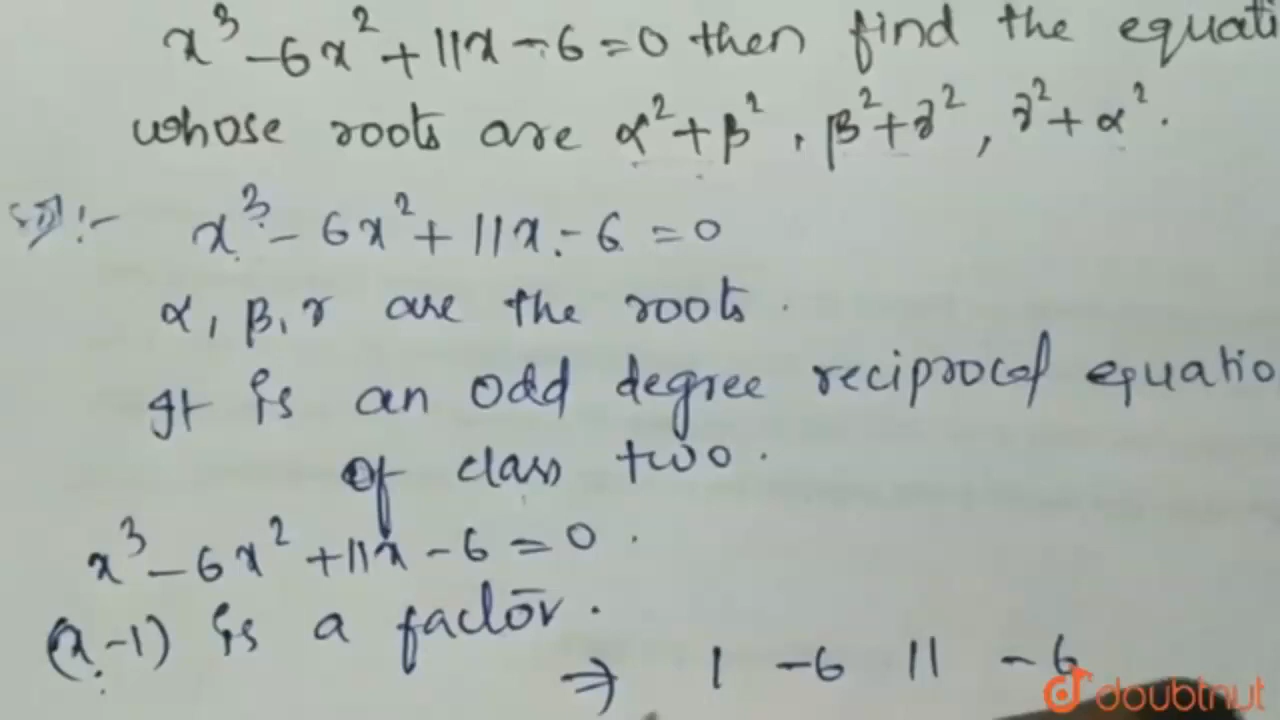 x³ - 6x² + 11x - 6 = 0 then find the equati
whose roots are α² + β², β² + γ², γ² + α².
Sol:- x³ - 6x² + 11x - 6 = 0
α, β, γ are the roots.
It is an odd degree reciprocal equatio
of class two.
x³ - 6x² + 11x - 6 = 0.
(x - 1) is a factor.
⇒ 1 -6 11 -6
doubtnut